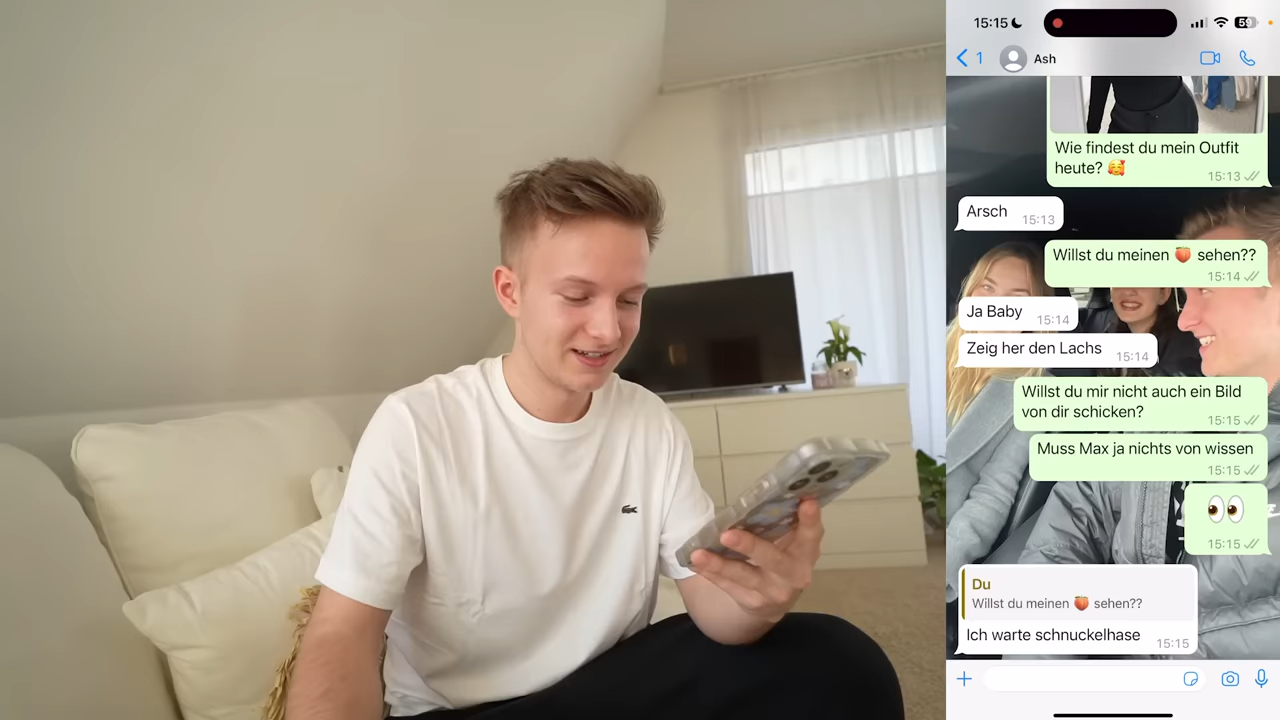 15:15
59
1
Ash
Wie findest du mein Outfit
heute? 🥰
15:13
Arsch
15:13
Willst du meinen 🍑 sehen??
15:14
Ja Baby
15:14
Zeig her den Lachs
15:14
Willst du mir nicht auch ein Bild
von dir schicken?
15:15
Muss Max ja nichts von wissen
15:15
👀
15:15
Du
Willst du meinen 🍑 sehen??
Ich warte schnuckelhase
15:15